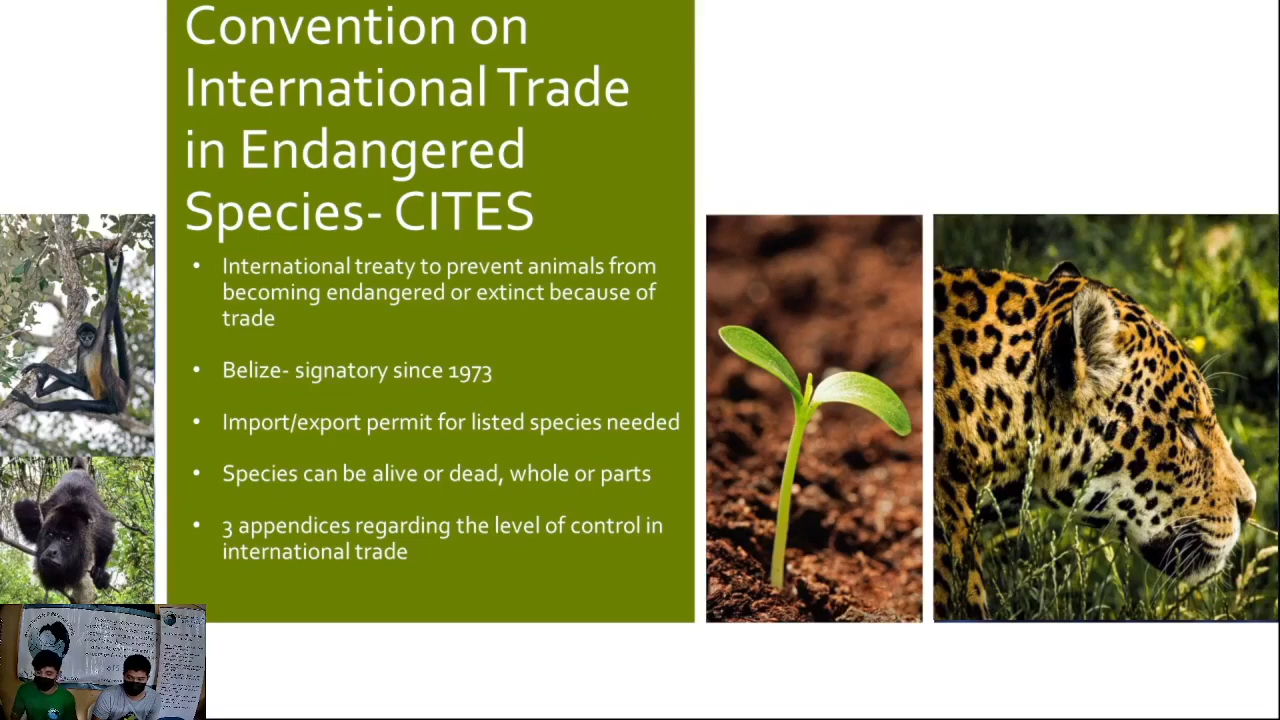 Convention on
International Trade
in Endangered
Species- CITES
• International treaty to prevent animals from
becoming endangered or extinct because of
trade
• Belize- signatory since 1973
• Import/export permit for listed species needed
• Species can be alive or dead, whole or parts
• 3 appendices regarding the level of control in
international trade